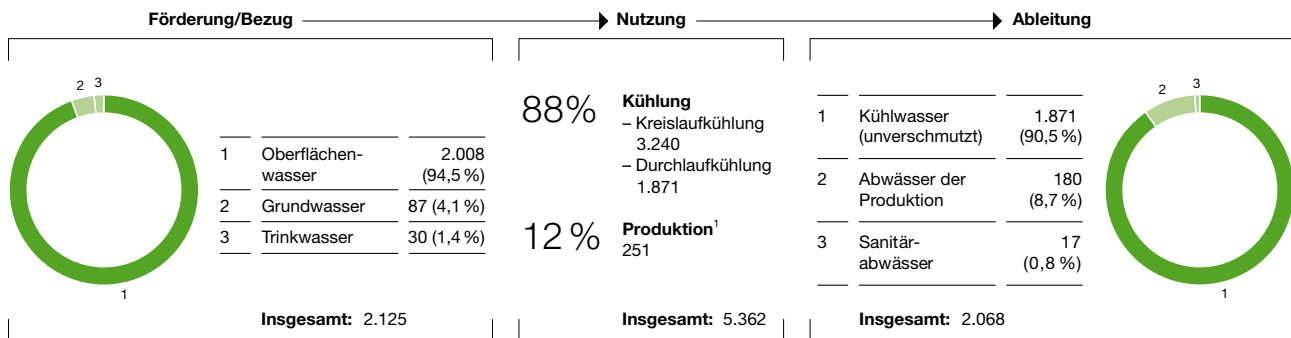 Förderung/Bezug
Nutzung
Ableitung
2 3
1
1 Oberflächen-
wasser 2.008
(94,5 %)
2 Grundwasser 87 (4,1 %)
3 Trinkwasser 30 (1,4 %)
Insgesamt: 2.125
88%
Kühlung
– Kreislaufkühlung
3.240
– Durchlaufkühlung
1.871
12 %
Produktion¹
251
Insgesamt: 5.362
1 Kühlwasser 1.871
(unverschmutzt) (90,5 %)
2 Abwässer der 180
Produktion (8,7 %)
3 Sanitär- 17
abwässer (0,8 %)
Insgesamt: 2.068
2 3
1